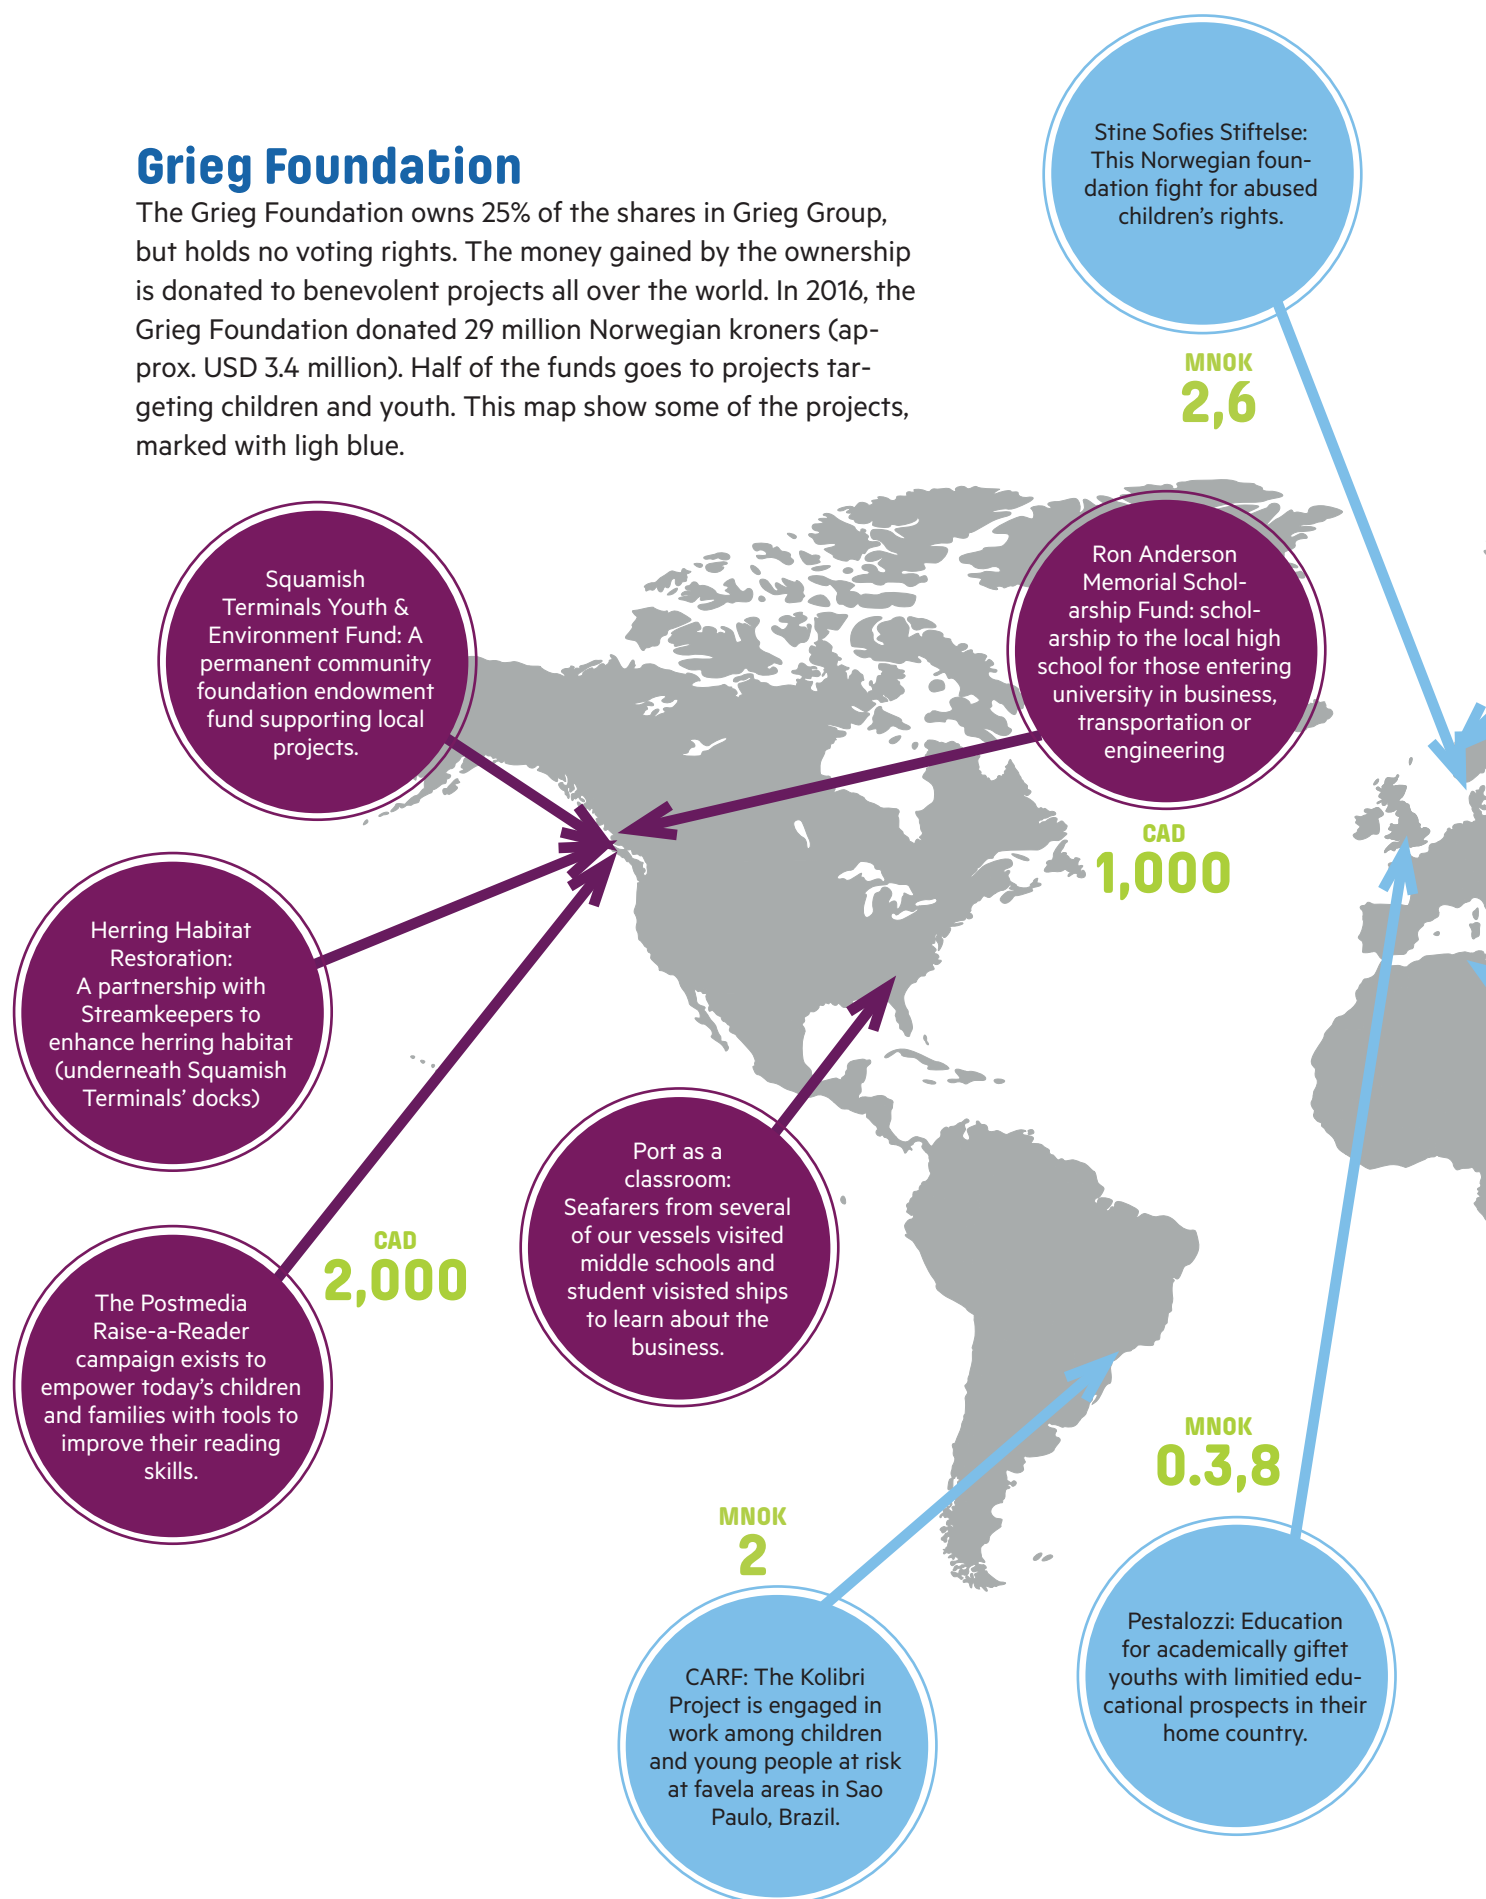 Grieg Foundation
The Grieg Foundation owns 25% of the shares in Grieg Group,
but holds no voting rights. The money gained by the ownership
is donated to benevolent projects all over the world. In 2016, the
Grieg Foundation donated 29 million Norwegian kroners (ap-
prox. USD 3.4 million). Half of the funds goes to projects tar-
geting children and youth. This map show some of the projects,
marked with ligh blue.
Stine Sofies Stiftelse:
This Norwegian foun-
dation fight for abused
children's rights.
MNOK
2,6
Squamish
Terminals Youth &
Environment Fund: A
permanent community
foundation endowment
fund supporting local
projects.
Ron Anderson
Memorial Schol-
arship Fund: schol-
arship to the local high
school for those entering
university in business,
transportation or
engineering
CAD
1,000
Herring Habitat
Restoration:
A partnership with
Streamkeepers to
enhance herring habitat
(underneath Squamish
Terminals' docks)
Port as a
classroom:
Seafarers from several
of our vessels visited
middle schools and
student visisted ships
to learn about the
business.
CAD
2,000
The Postmedia
Raise-a-Reader
campaign exists to
empower today's children
and families with tools to
improve their reading
skills.
MNOK
2
CARF: The Kolibri
Project is engaged in
work among children
and young people at risk
at favela areas in Sao
Paulo, Brazil.
MNOK
0.3,8
Pestalozzi: Education
for academically giftet
youths with limitied edu-
cational prospects in their
home country.